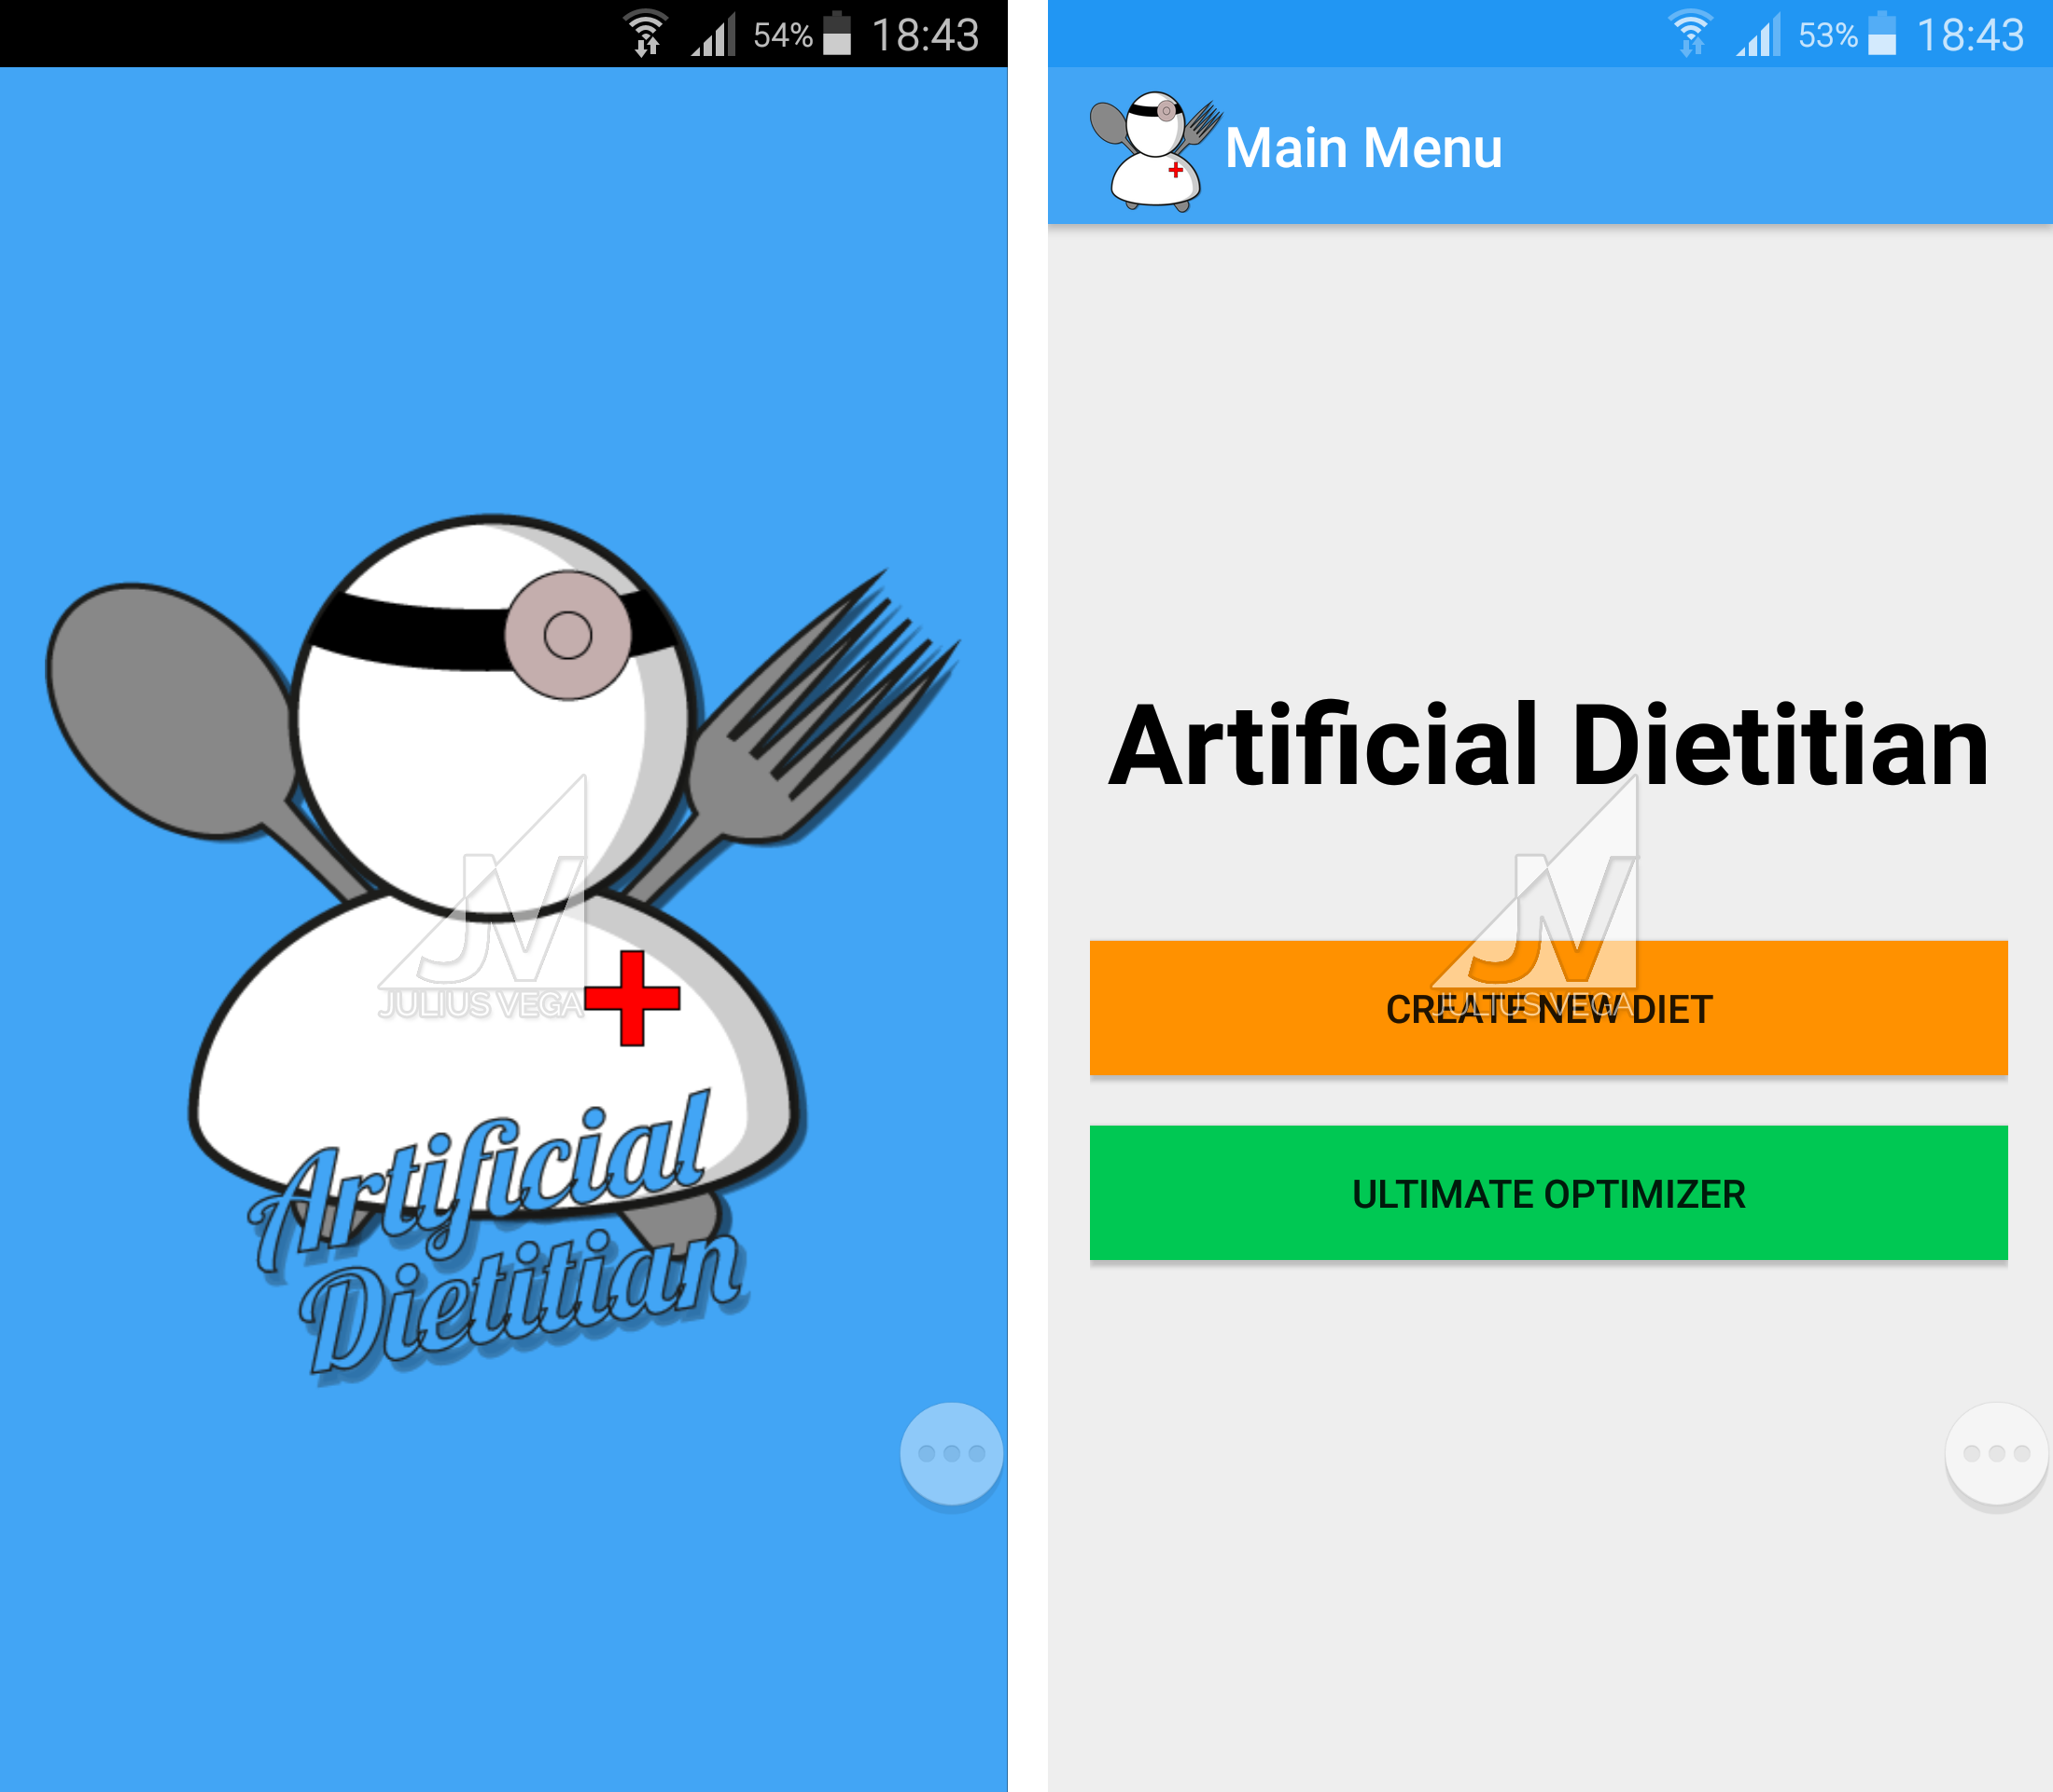 54% 18:43
JV
JULIUS VEGA
Artificial
Dietitian
53% 18:43
Main Menu
Artificial Dietitian
JV
JULIUS VEGA
CREATE NEW DIET
ULTIMATE OPTIMIZER